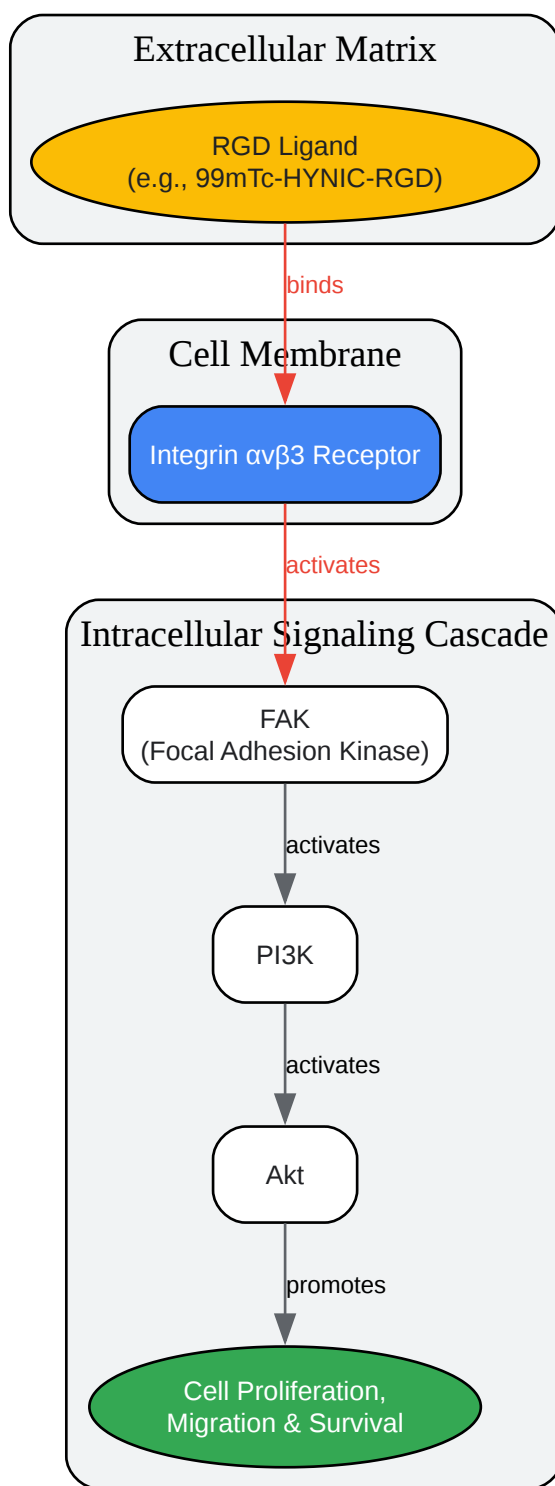 Extracellular Matrix
RGD Ligand
(e.g., 99mTc-HYNIC-RGD)
binds
Cell Membrane
Integrin αvβ3 Receptor
activates
Intracellular Signaling Cascade
FAK
(Focal Adhesion Kinase)
activates
PI3K
activates
Akt
promotes
Cell Proliferation,
Migration & Survival